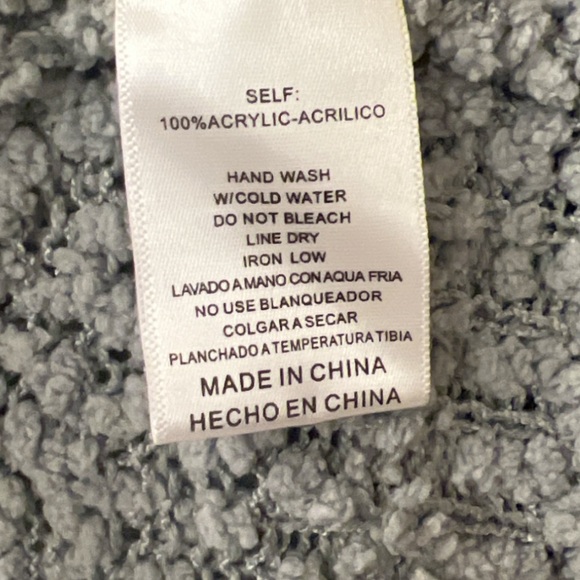 SELF:
100%ACRYLIC-ACRILICO
HAND WASH
W/COLD WATER
DO NOT BLEACH
LINE DRY
IRON LOW
LAVADO A MANO CON AQUA FRIA
NO USE BLANQUEADOR
COLGAR A SECAR
PLANCHADO A TEMPERATURA TIBIA
MADE IN CHINA
HECHO EN CHINA